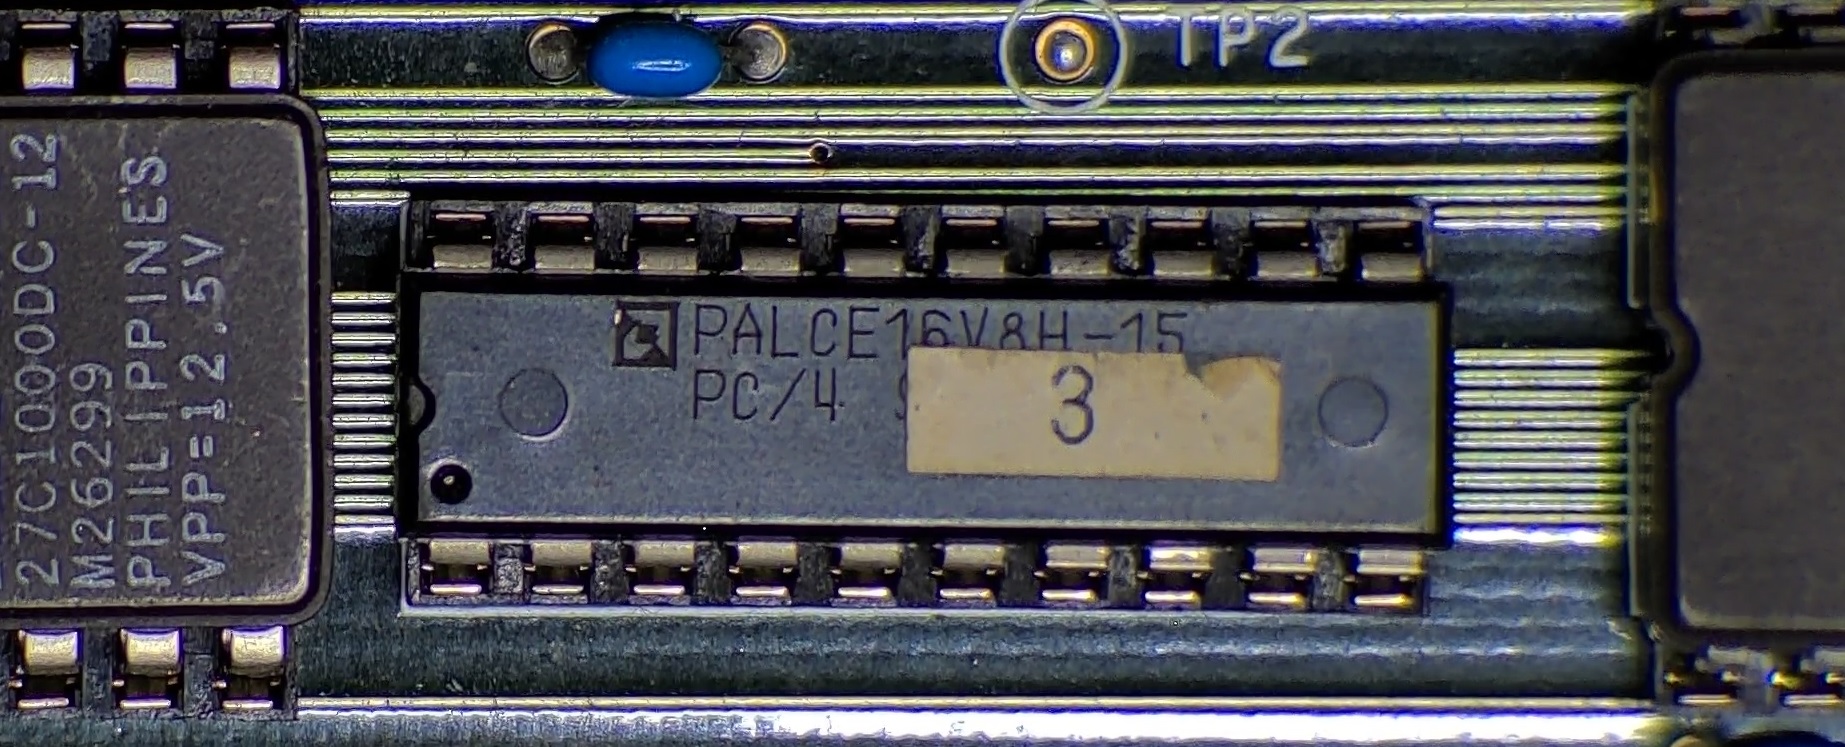 TP2
27C1000DC-12
M26299
PHILIPPINES
VPP=12.5V
PALCE16V8H-15
PC/4
3